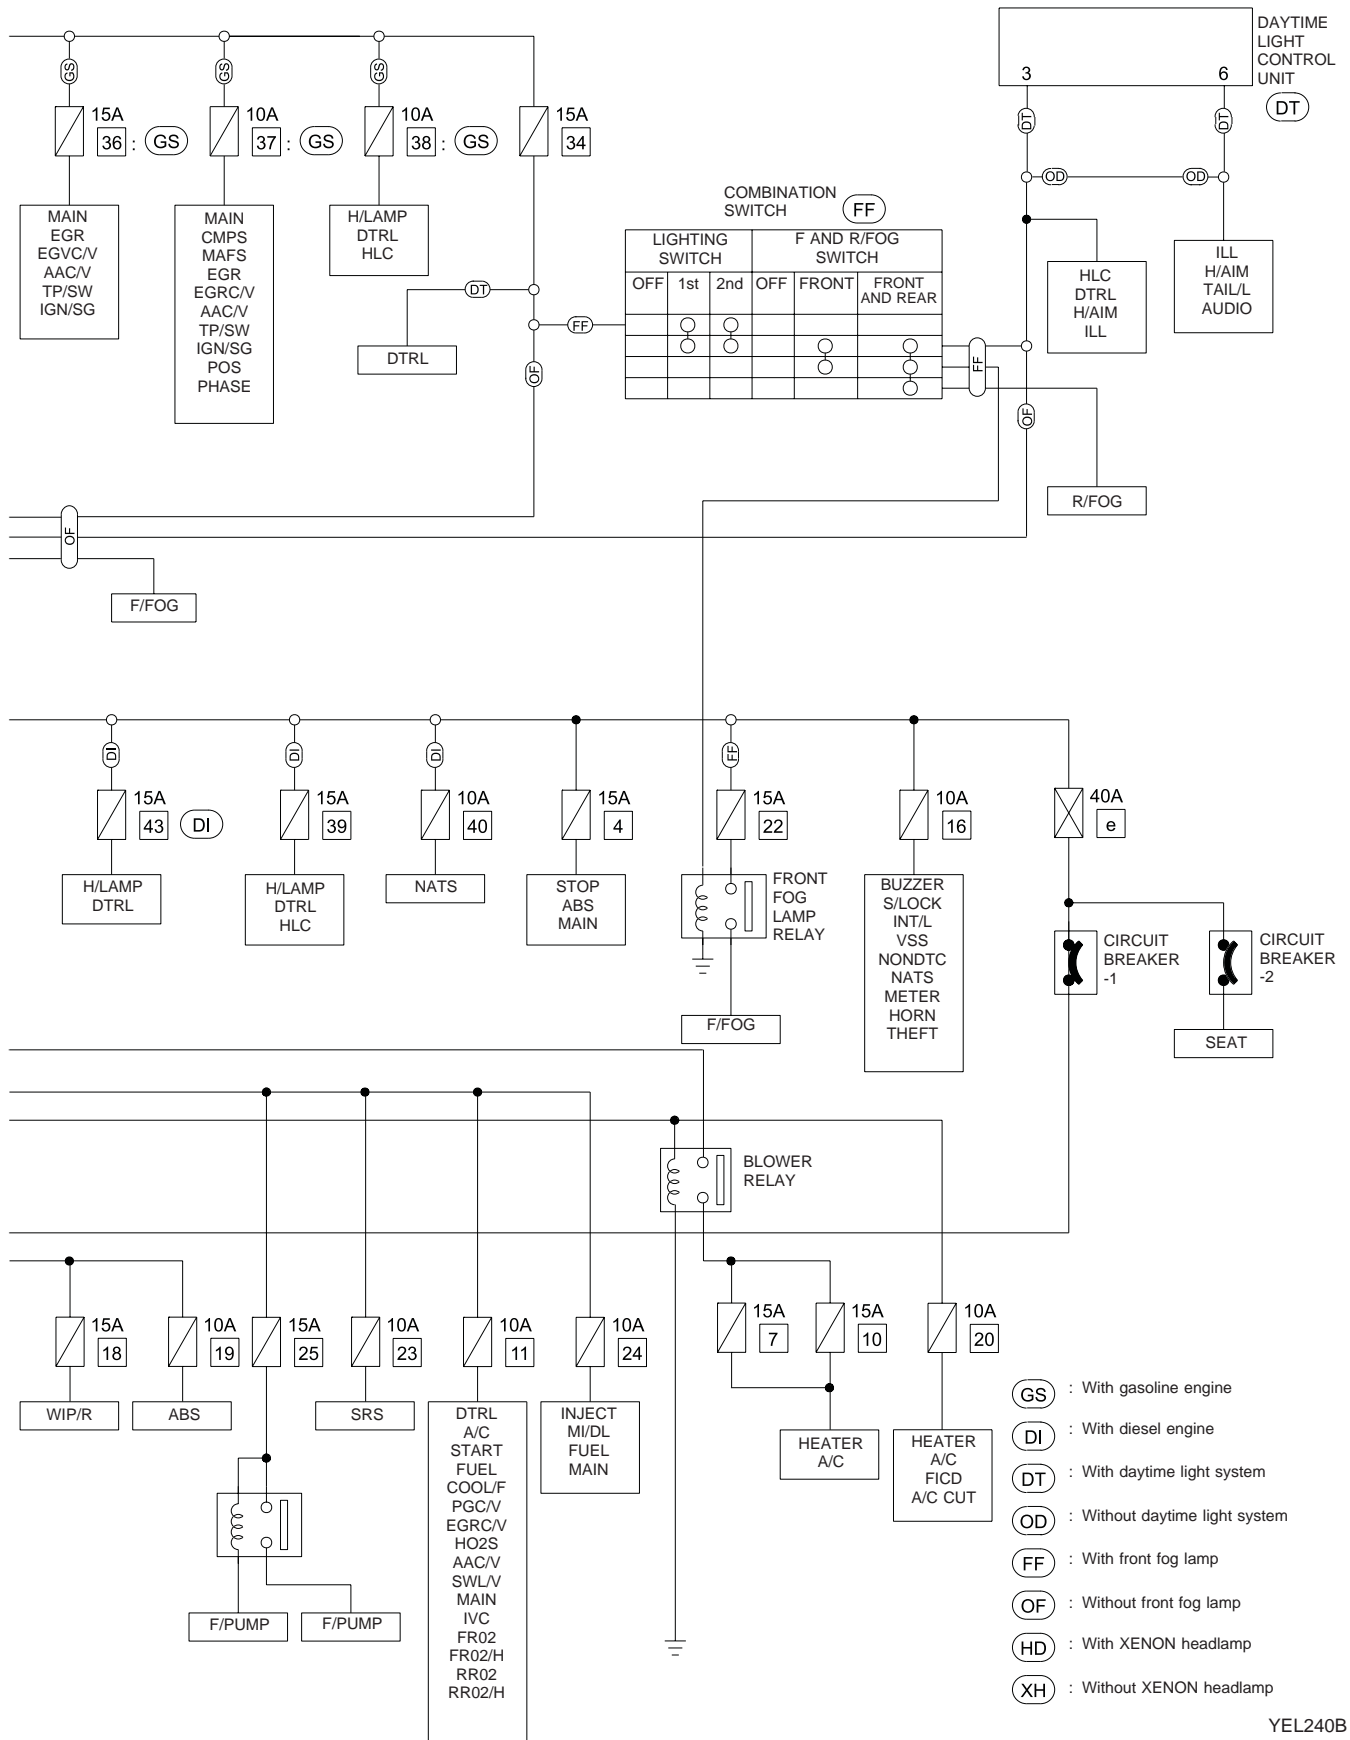 DAYTIME
LIGHT
CONTROL
UNIT
3
6
DT
GS
GS
GS
DT
DT
15A
36 : GS
10A
37 : GS
10A
38 : GS
15A
34
OD
OD
MAIN
EGR
EGVC/V
AAC/V
TP/SW
IGN/SG
MAIN
CMPS
MAFS
EGR
EGRC/V
AAC/V
TP/SW
IGN/SG
POS
PHASE
H/LAMP
DTRL
HLC
DT
DTRL
FF
OF
COMBINATION
SWITCH
FF
LIGHTING
SWITCH
F AND R/FOG
SWITCH
OFF
1st
2nd
OFF
FRONT
FRONT
AND REAR
FF
HLC
DTRL
H/AIM
ILL
ILL
H/AIM
TAIL/L
AUDIO
OF
R/FOG
OF
F/FOG
DI
DI
DI
FF
15A
43
DI
15A
39
10A
40
15A
4
15A
22
10A
16
40A
e
H/LAMP
DTRL
H/LAMP
DTRL
HLC
NATS
STOP
ABS
MAIN
FRONT
FOG
LAMP
RELAY
F/FOG
BUZZER
S/LOCK
INT/L
VSS
NONDTC
NATS
METER
HORN
THEFT
CIRCUIT
BREAKER
-1
CIRCUIT
BREAKER
-2
SEAT
BLOWER
RELAY
15A
18
10A
19
15A
25
10A
23
10A
11
10A
24
15A
7
15A
10
10A
20
WIP/R
ABS
SRS
DTRL
A/C
START
FUEL
COOL/F
PGC/V
EGRC/V
HO2S
AAC/V
SWL/V
MAIN
IVC
FR02
FR02/H
RR02
RR02/H
INJECT
MI/DL
FUEL
MAIN
HEATER
A/C
HEATER
A/C
FICD
A/C CUT
F/PUMP
F/PUMP
GS : With gasoline engine
DI : With diesel engine
DT : With daytime light system
OD : Without daytime light system
FF : With front fog lamp
OF : Without front fog lamp
HD : With XENON headlamp
XH : Without XENON headlamp
YEL240B